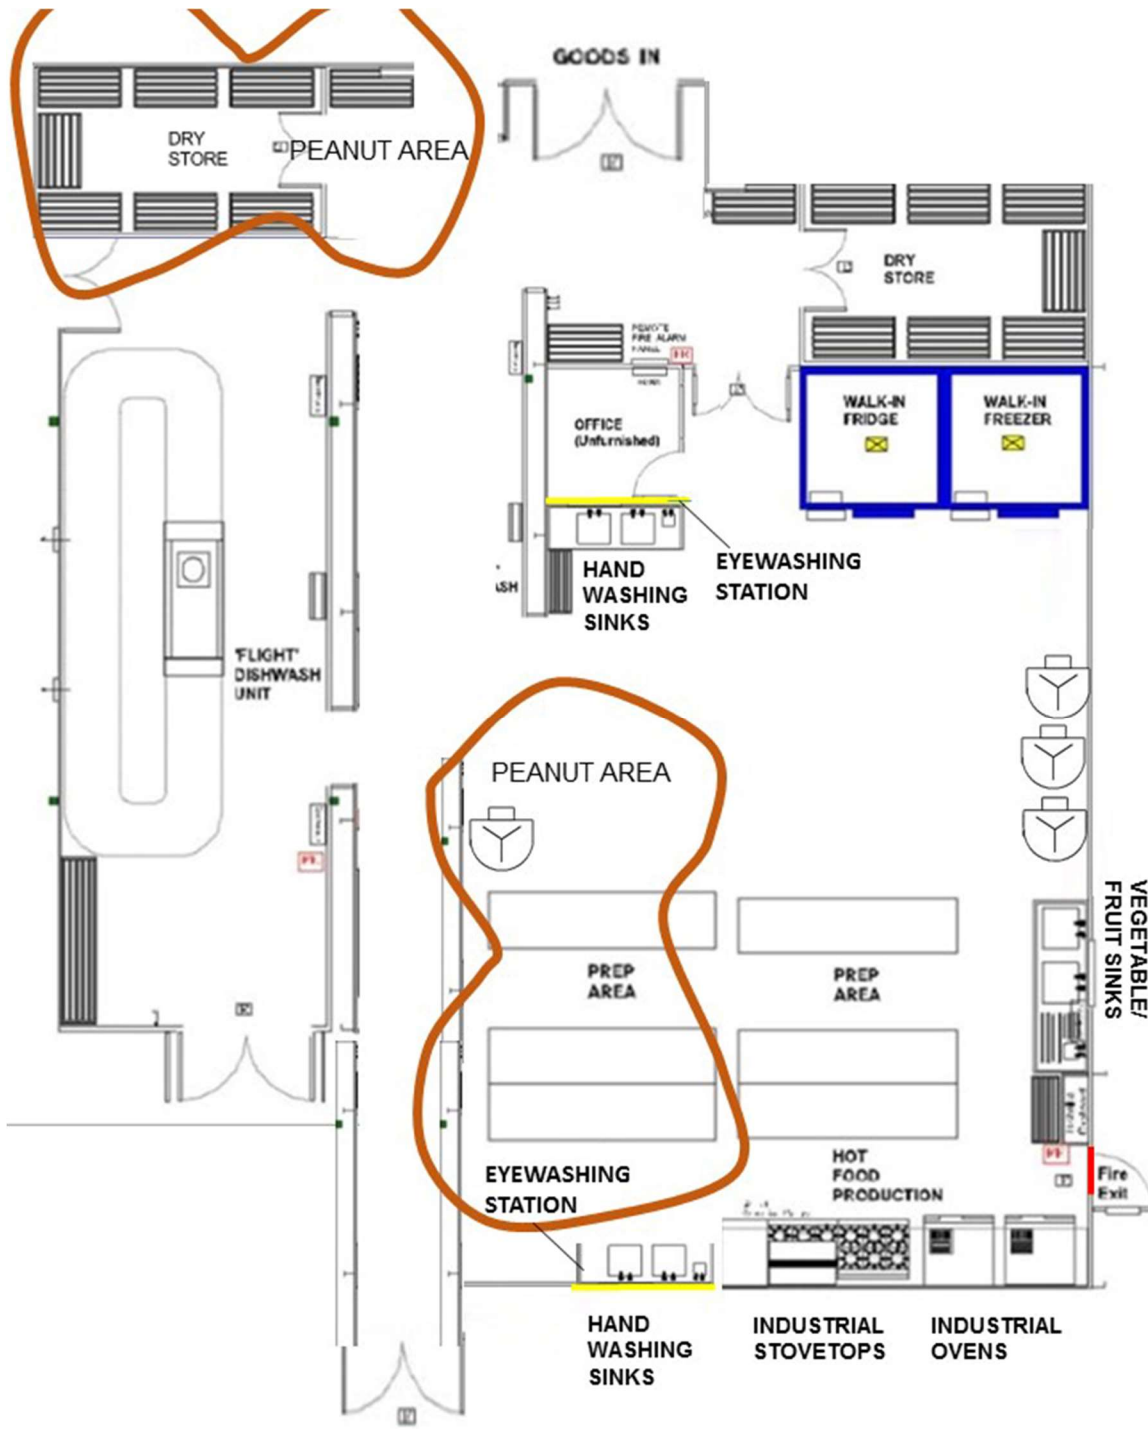 GOODS IN
DRY
STORE
PEANUT AREA
DRY
STORE
REMOTE
FIRE ALARM
PANEL
OFFICE
(Unfurnished)
WALK-IN
FRIDGE
WALK-IN
FREEZER
EYEWASHING
STATION
HAND
WASHING
SINKS
'FLIGHT'
DISHWASH
UNIT
PEANUT AREA
VEGETABLE/
FRUIT SINKS
PREP
AREA
PREP
AREA
HOT
FOOD
PRODUCTION
EYEWASHING
STATION
Fire
Exit
HAND
WASHING
SINKS
INDUSTRIAL
STOVETOPS
INDUSTRIAL
OVENS